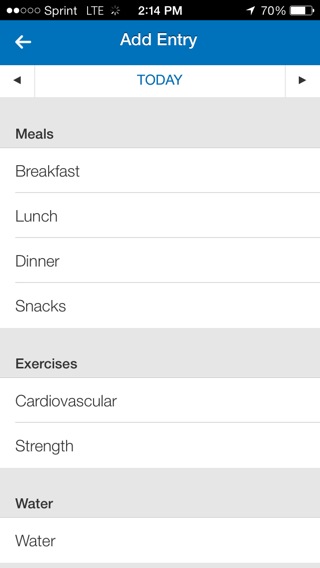 Sprint LTE 2:14 PM 70%
Add Entry
TODAY
Meals
Breakfast
Lunch
Dinner
Snacks
Exercises
Cardiovascular
Strength
Water
Water